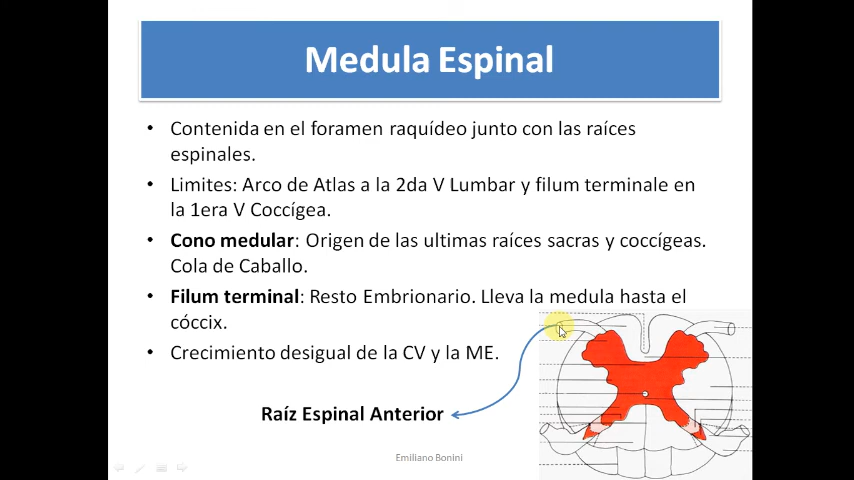 Medula Espinal
• Contenida en el foramen raquídeo junto con las raíces
espinales.
• Limites: Arco de Atlas a la 2da V Lumbar y filum terminale en
la 1era V Coccígea.
• Cono medular: Origen de las ultimas raíces sacras y coccígeas.
Cola de Caballo.
• Filum terminal: Resto Embrionario. Lleva la medula hasta el
cóccix.
• Crecimiento desigual de la CV y la ME.
Raíz Espinal Anterior
Emiliano Bonini